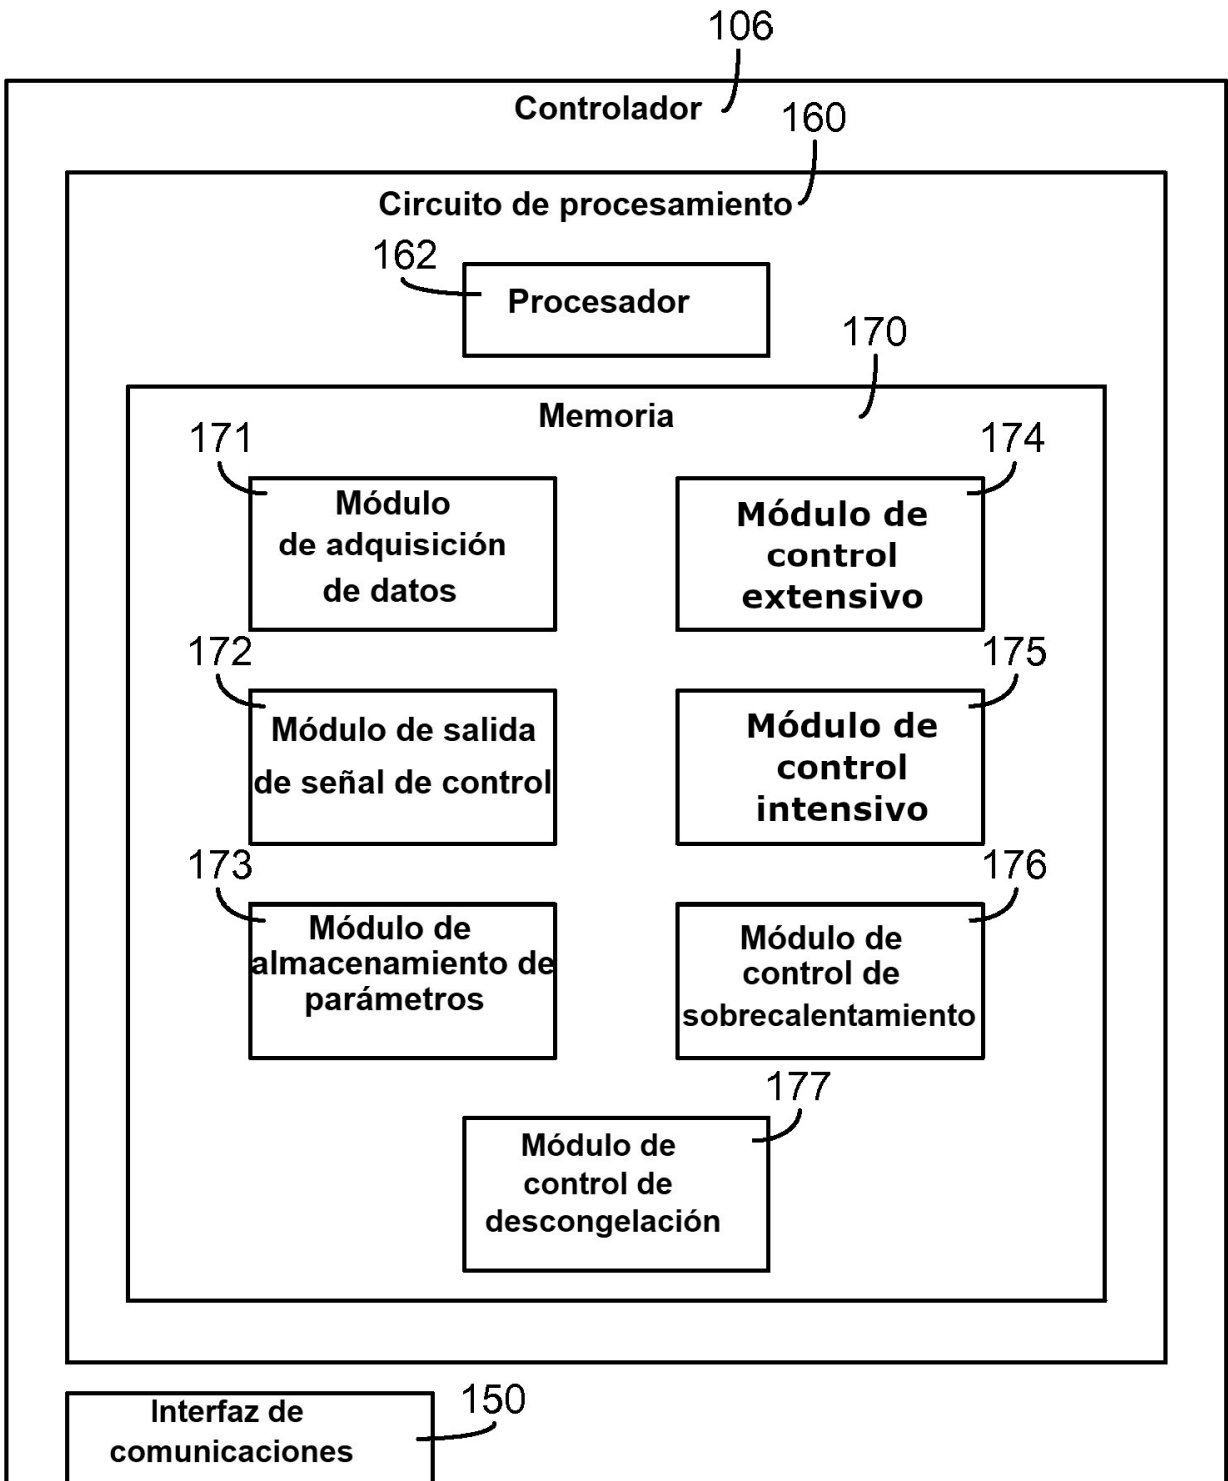 106
Controlador
160
Circuito de procesamiento
162
Procesador
170
Memoria
171
Módulo
de adquisición
de datos
174
Módulo de
control
extensivo
172
Módulo de salida
de señal de control
175
Módulo de
control
intensivo
173
Módulo de
almacenamiento de
parámetros
176
Módulo de
control de
sobrecalentamiento
177
Módulo de
control de
descongelación
150
Interfaz de
comunicaciones